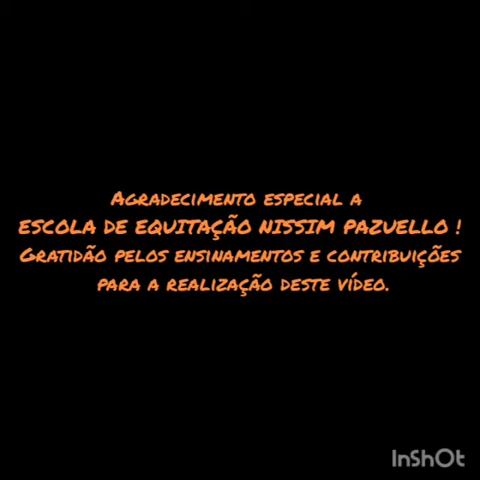 Agradecimento especial a
ESCOLA DE EQUITAÇÃO NISSIM PAZUELLO !
Gratidão pelos ensinamentos e contribuições
para a realização deste vídeo.
InShOt